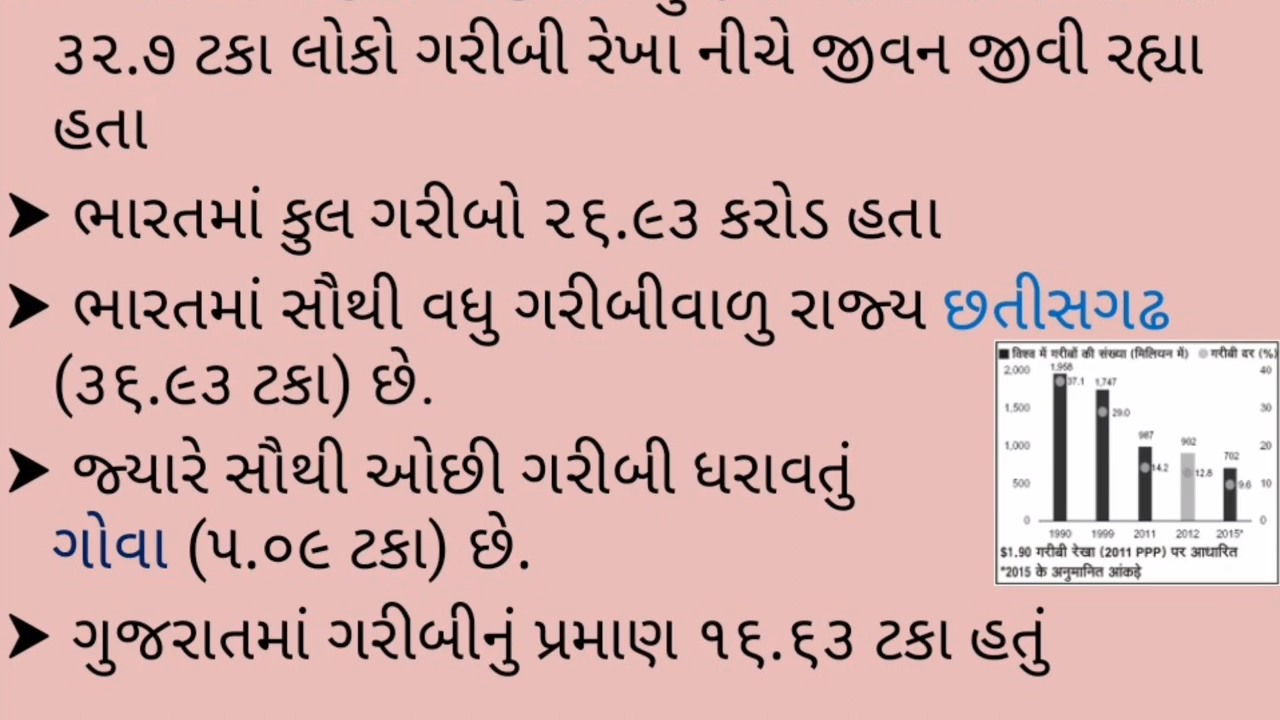 ૩૨.૭ ટકા લોકો ગરીબી રેખા નીચે જીવન જીવી રહ્યા
હતા
➤ ભારતમાં કુલ ગરીબો ૨૬.૯૩ કરોડ હતા
➤ ભારતમાં સૌથી વધુ ગરીબીવાળુ રાજ્ય છતીસગઢ
(૩૬.૯૩ ટકા) છે.
➤ જ્યારે સૌથી ઓછી ગરીબી ધરાવતું
ગોવા (૫.૦૯ ટકા) છે.
➤ ગુજરાતમાં ગરીબીનું પ્રમાણ ૧૬.૬૩ ટકા હતું
विश्व में गरीबों की संख्या (मिलियन में) गरीबी दर (%)
2,000 1,958 40
37.1 1,747
1,500 29.0 30
1,000 987 902 20
14.2 12.8 702
500 9.6 10
0 0
1990 1999 2011 2012 2015*
$1.90 गरीबी रेखा (2011 PPP) पर आधारित
*2015 के अनुमानित आंकड़े